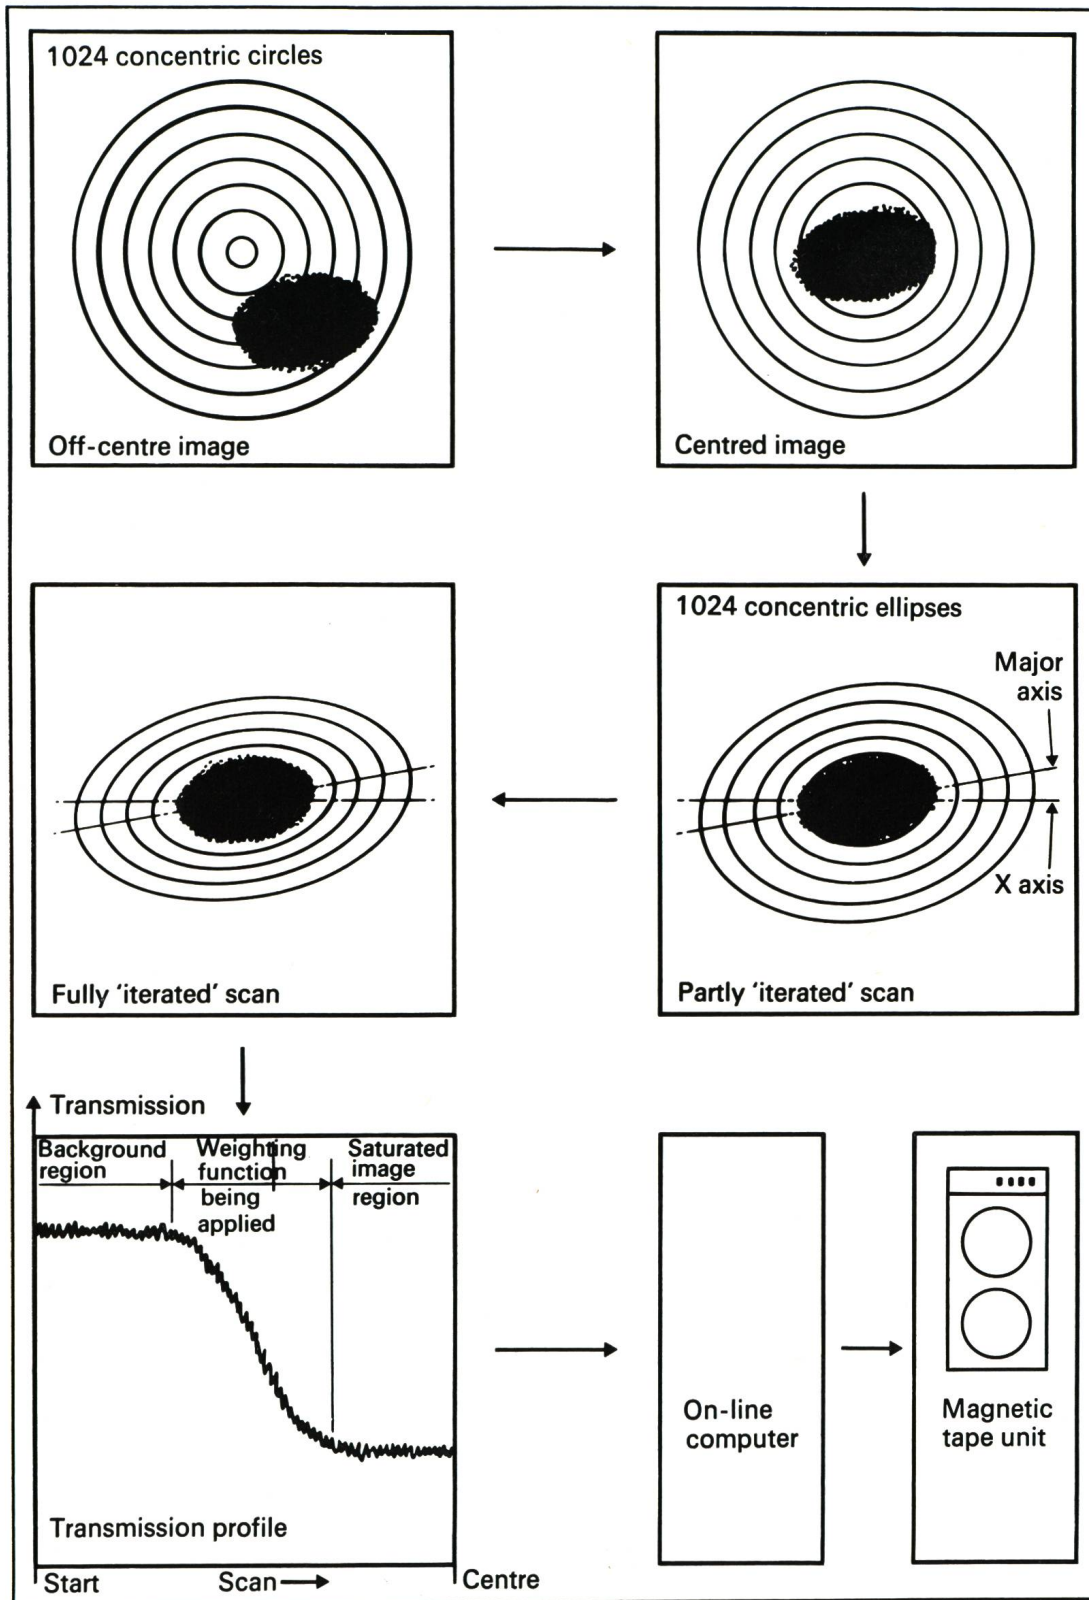 1024 concentric circles
Off-centre image
Centred image
1024 concentric ellipses
Major
axis
X axis
Partly ‘iterated’ scan
Fully ‘iterated’ scan
Transmission
Background
region
Weighting
function
being
applied
Saturated
image
region
Transmission profile
Start
Scan
Centre
On-line
computer
Magnetic
tape unit